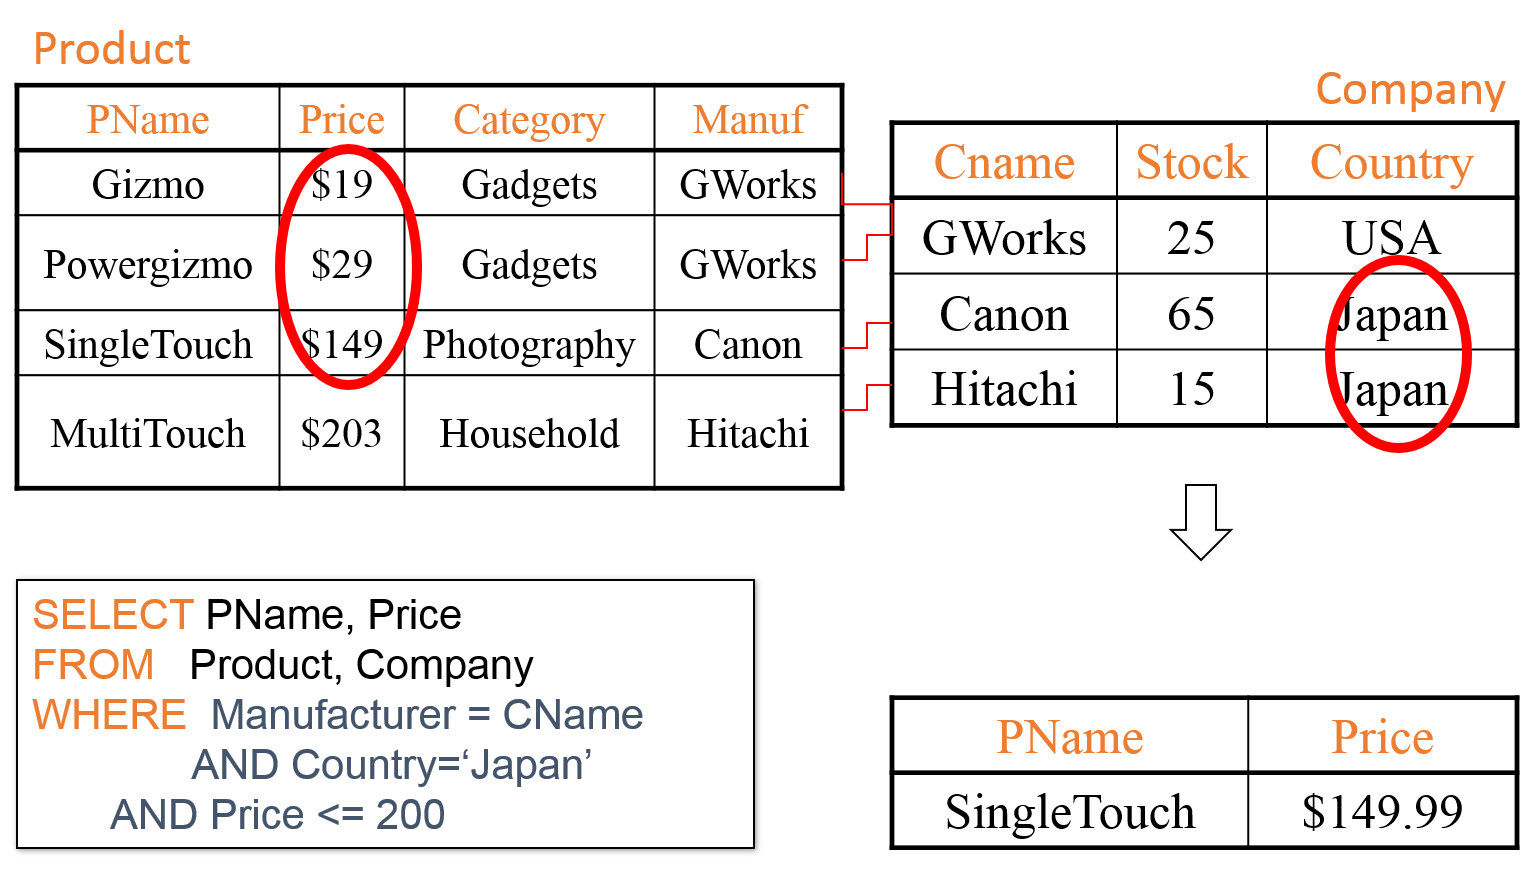 Product
PName Price Category Manuf
Gizmo $19 Gadgets GWorks
Powergizmo $29 Gadgets GWorks
SingleTouch $149 Photography Canon
MultiTouch $203 Household Hitachi
Company
Cname Stock Country
GWorks 25 USA
Canon 65 Japan
Hitachi 15 Japan
SELECT PName, Price
FROM Product, Company
WHERE Manufacturer = CName
AND Country=‘Japan’
AND Price <= 200
PName Price
SingleTouch $149.99